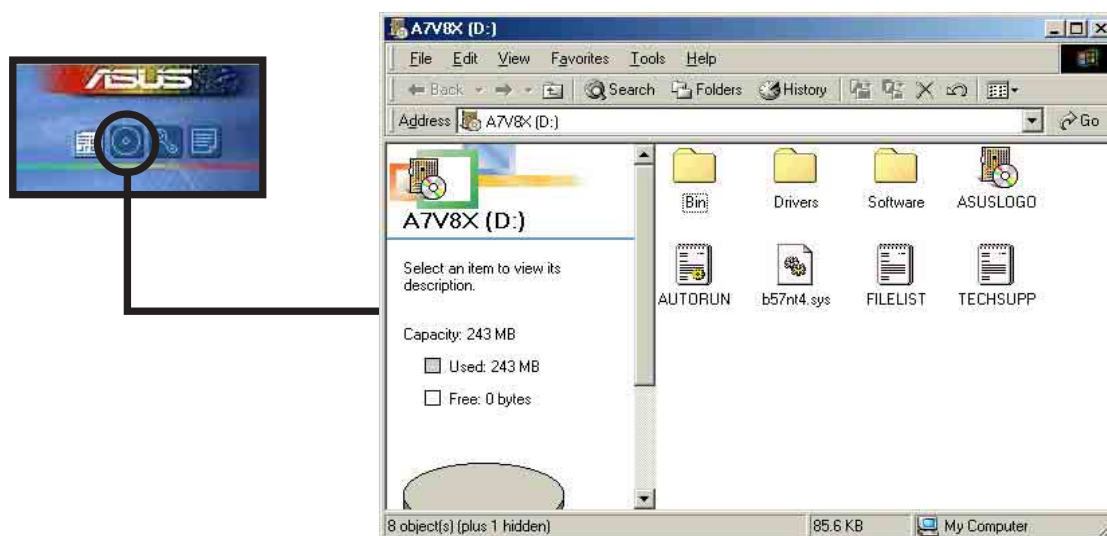 ASUS
A7V8X (D:)
File Edit View Favorites Tools Help
Back Search Folders History
Address A7V8X (D:) Go
A7V8X (D:)
Select an item to view its
description.
Capacity: 243 MB
Used: 243 MB
Free: 0 bytes
Bin Drivers Software ASUSLOGO
AUTORUN b57nt4.sys FILELIST TECHSUPP
8 object(s) (plus 1 hidden) 85.6 KB My Computer